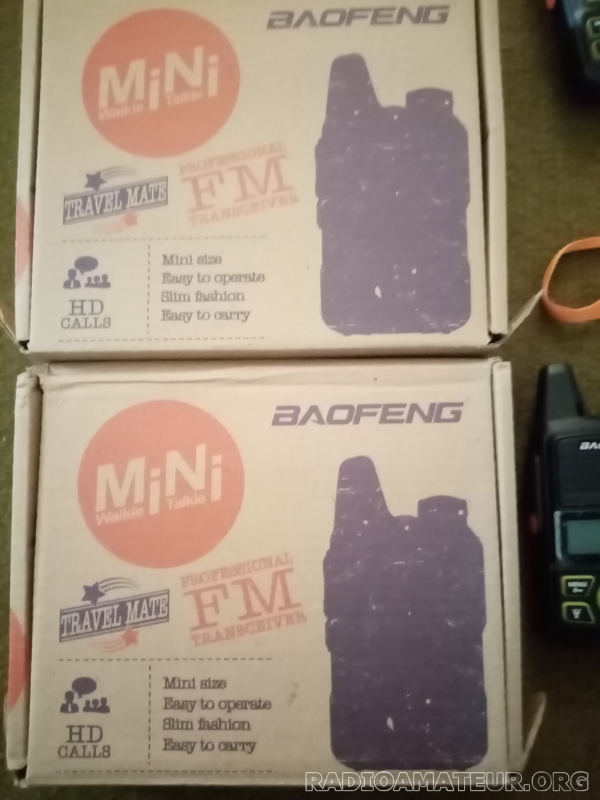 BAOFENG
MiNi
Walkie Talkie
TRAVEL MATE
PROFESSIONAL
FM
TRANSCEIVER
HD
CALLS
Mini size
Easy to operate
Slim fashion
Easy to carry
BAOFENG
MiNi
Walkie Talkie
TRAVEL MATE
PROFESSIONAL
FM
TRANSCEIVER
HD
CALLS
Mini size
Easy to operate
Slim fashion
Easy to carry
MENU
RADIOAMATEUR.ORG